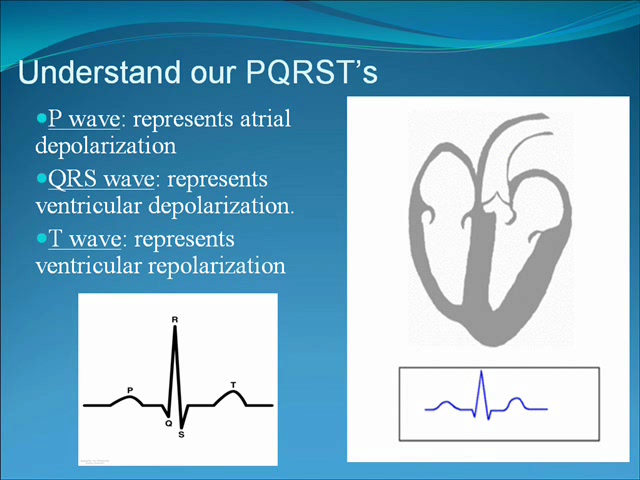 Understand our PQRST’s
P wave: represents atrial
depolarization
QRS wave: represents
ventricular depolarization.
T wave: represents
ventricular repolarization
R
P
T
Q
S